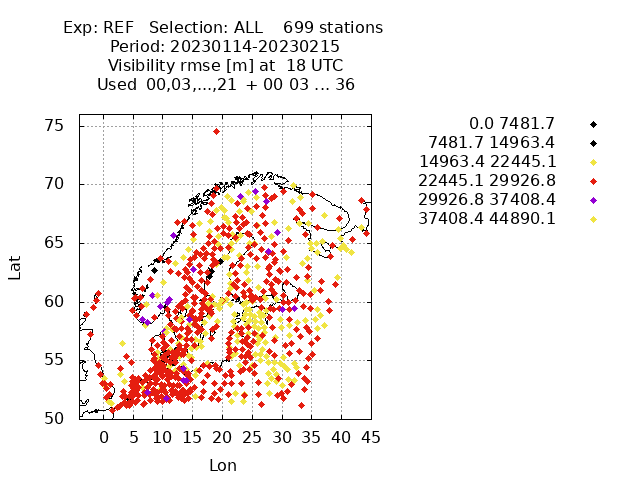 Exp: REF   Selection: ALL    699 stations
Period: 20230114-20230215
Visibility rmse [m] at  18 UTC
Used  00,03,...,21  + 00 03 ... 36
0.0 7481.7
7481.7 14963.4
14963.4 22445.1
22445.1 29926.8
29926.8 37408.4
37408.4 44890.1
75
70
65
60
55
50
Lat
0 5 10 15 20 25 30 35 40 45
Lon